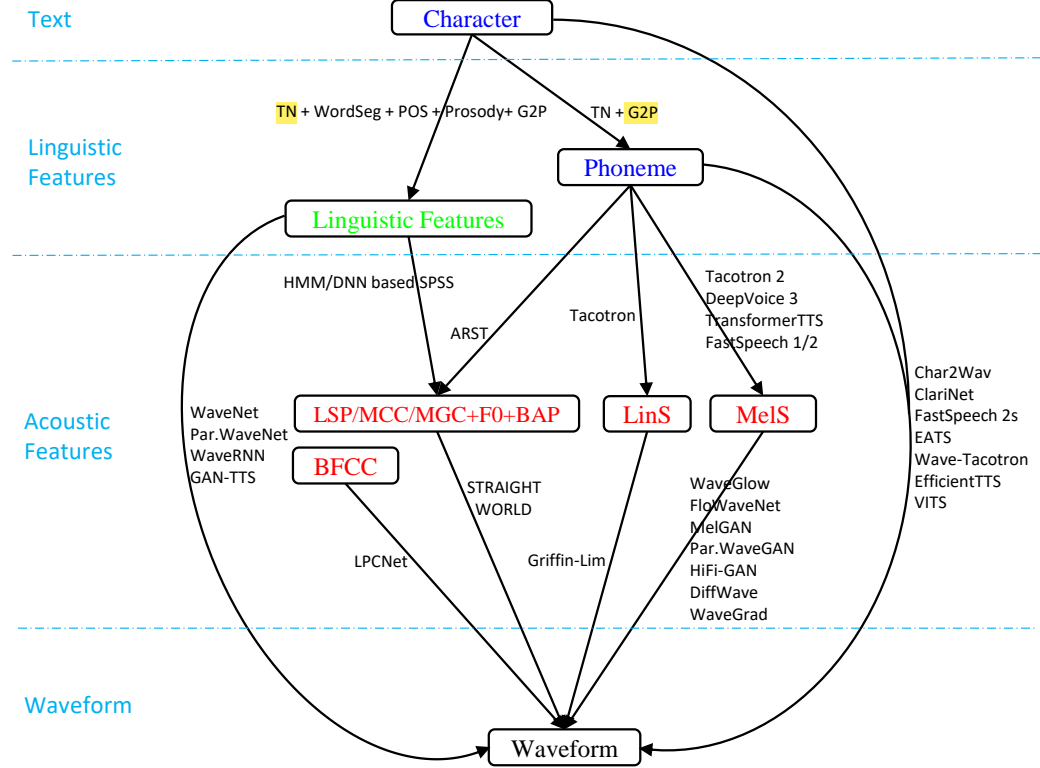 Text
Character
TN + WordSeg + POS + Prosody+ G2P
TN + G2P
Linguistic
Features
Phoneme
Linguistic Features
HMM/DNN based SPSS
ARST
Tacotron
Tacotron 2
DeepVoice 3
TransformerTTS
FastSpeech 1/2
Acoustic
Features
WaveNet
Par.WaveNet
WaveRNN
GAN-TTS
LSP/MCC/MGC+F0+BAP
LinS
MelS
BFCC
Char2Wav
ClariNet
FastSpeech 2s
EATS
Wave-Tacotron
EfficientTTS
VITS
STRAIGHT
WORLD
LPCNet
Griffin-Lim
WaveGlow
FloWaveNet
MelGAN
Par.WaveGAN
HiFi-GAN
DiffWave
WaveGrad
Waveform
Waveform